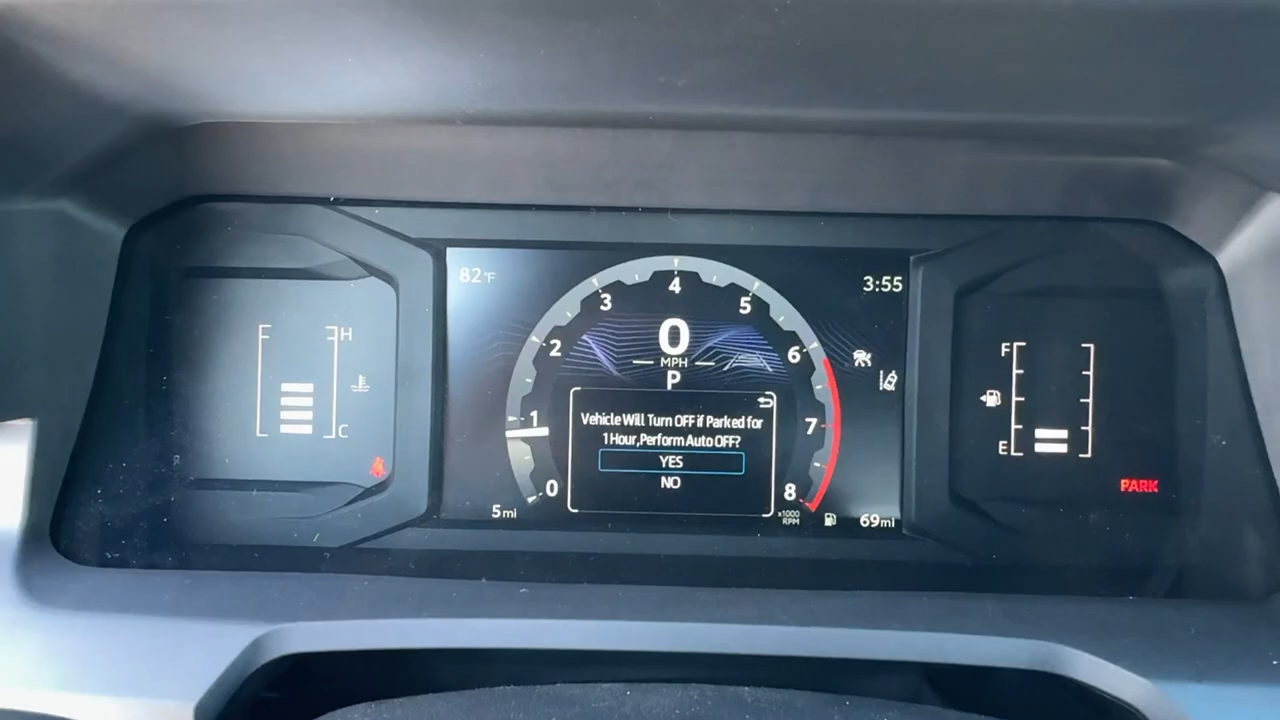 82°F
3:55
4
3
5
2
6
0
MPH
P
H
C
F
E
1
7
0
8
Vehicle Will Turn OFF if Parked for
1 Hour,Perform Auto OFF?
YES
NO
x1000
RPM
5mi
69mi
PARK